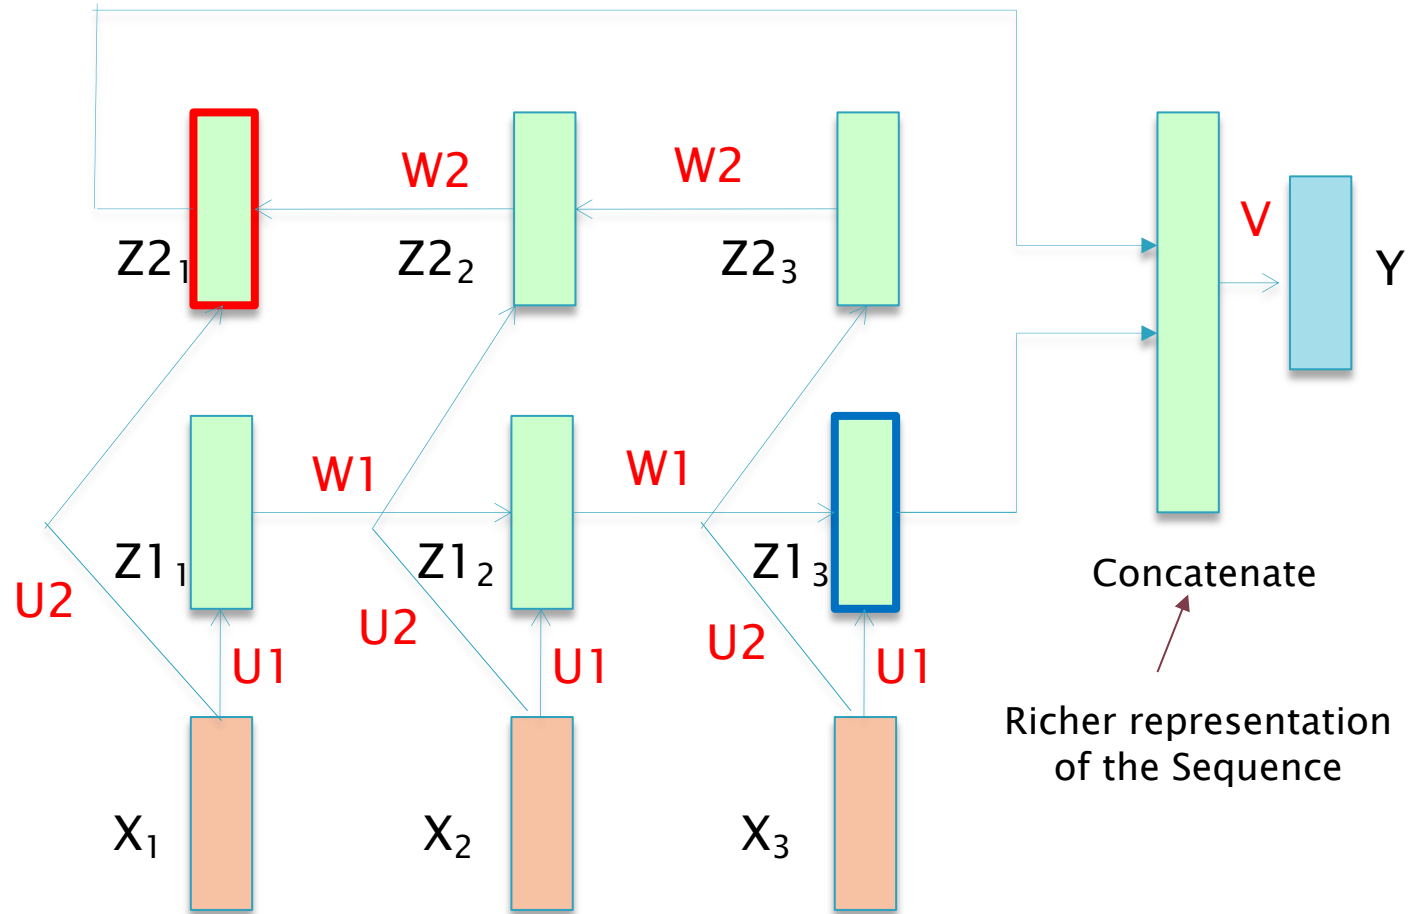 W2
W2
V
Z2₁
Z2₂
Z2₃
Y
W1
W1
Z1₁
Z1₂
Z1₃
Concatenate
U2
U2
U2
U1
U1
U1
Richer representation
of the Sequence
X₁
X₂
X₃